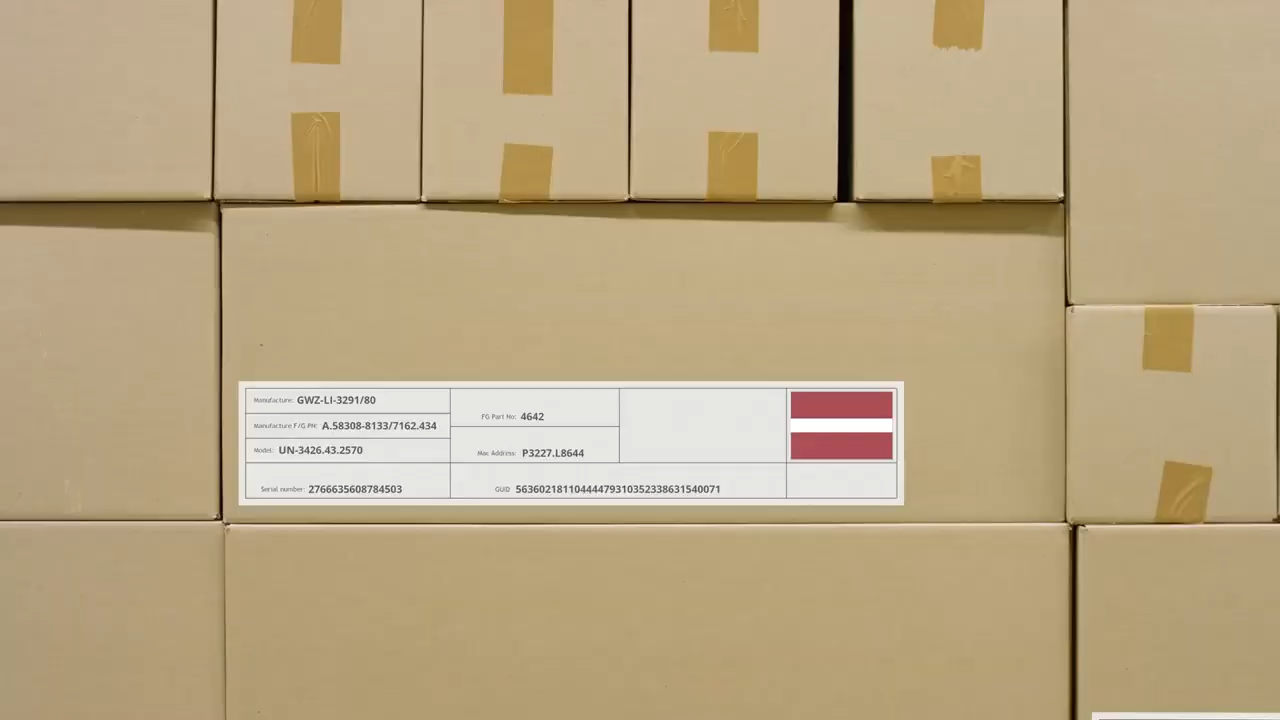 Manufacture: GWZ-LI-3291/80
Manufacture F/G PN: A.58308-8133/7162.434
Model: UN-3426.43.2570
Serial number: 2766635608784503
FG Part No: 4642
Mac Address: P3227.L8644
GUID 56360218110444479310352338631540071